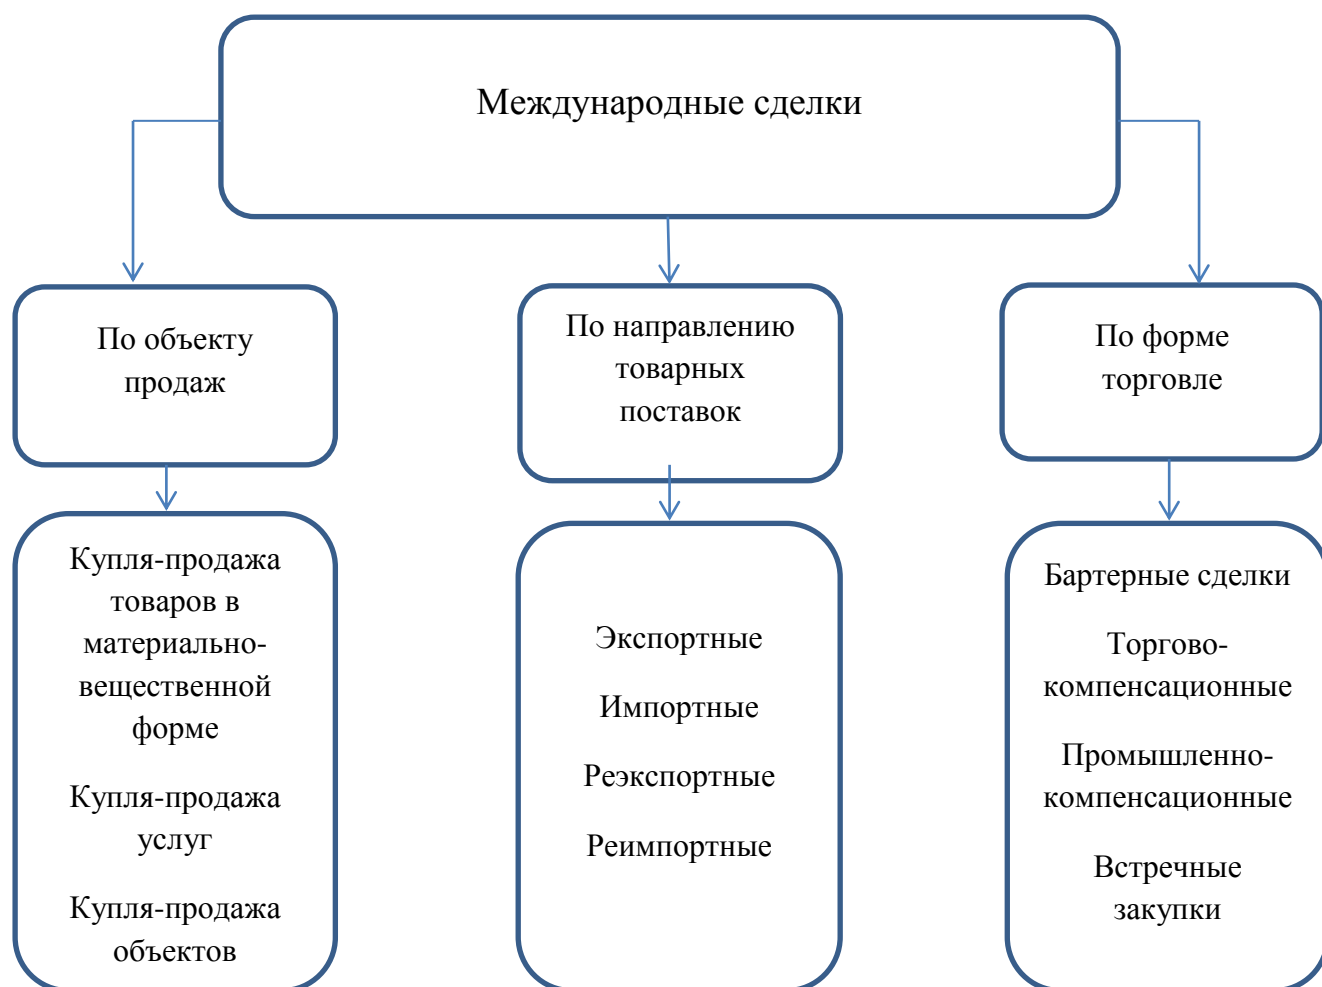 Международные сделки
По объекту
продаж
По направлению
товарных
поставок
По форме
торговле
Купля-продажа
товаров в
материально-
вещественной
форме
Купля-продажа
услуг
Купля-продажа
объектов
Экспортные
Импортные
Реэкспортные
Реимпортные
Бартерные сделки
Торгово-
компенсационные
Промышленно-
компенсационные
Встречные
закупки